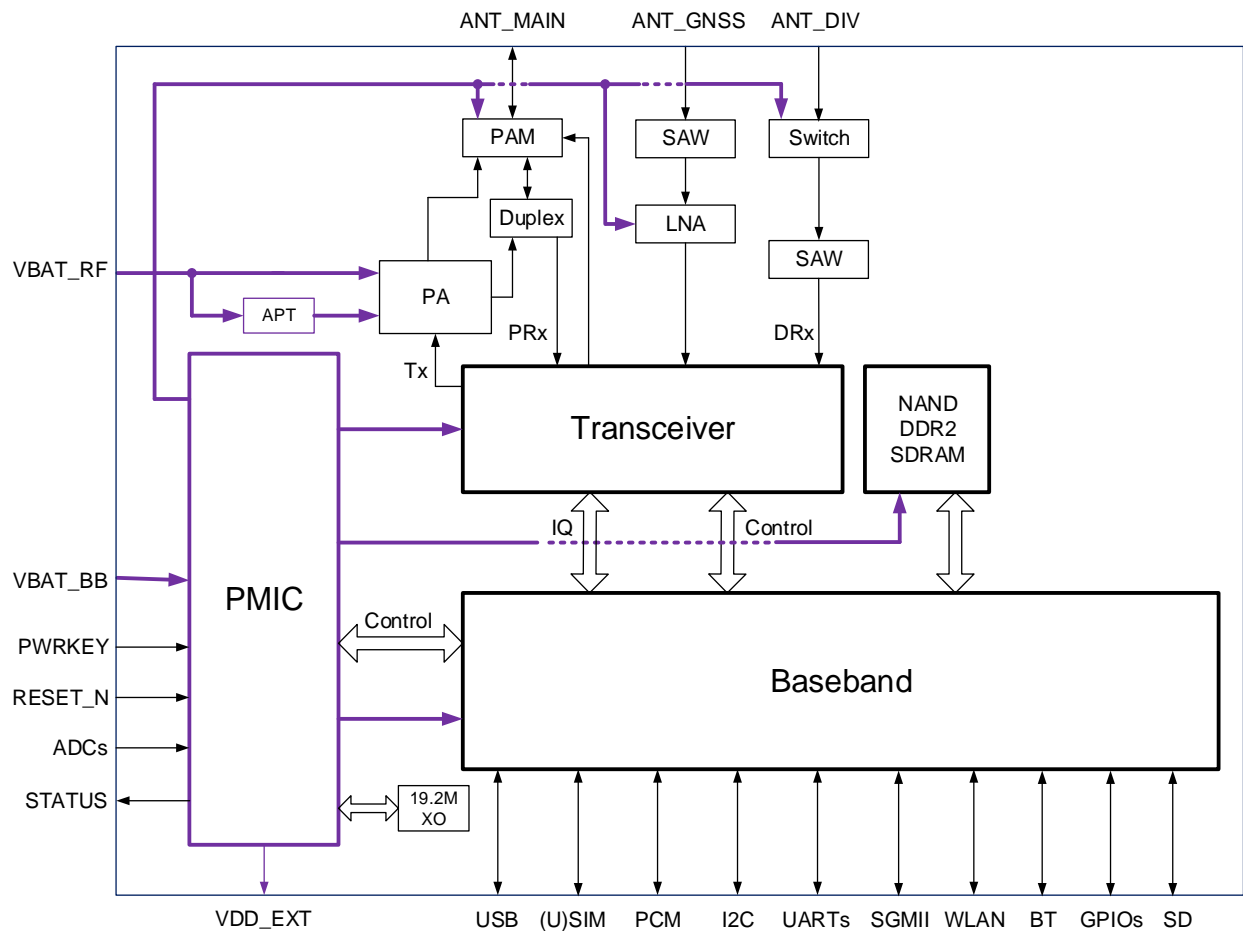 ANT_MAIN
ANT_GNSS
ANT_DIV
PAM
SAW
Switch
Duplex
LNA
SAW
VBAT_RF
APT
PA
PRx
DRx
Tx
Transceiver
NAND
DDR2
SDRAM
IQ
Control
VBAT_BB
PMIC
Control
PWRKEY
RESET_N
ADCs
STATUS
Baseband
19.2M
XO
VDD_EXT
USB
(U)SIM
PCM
I2C
UARTs
SGMII
WLAN
BT
GPIOs
SD